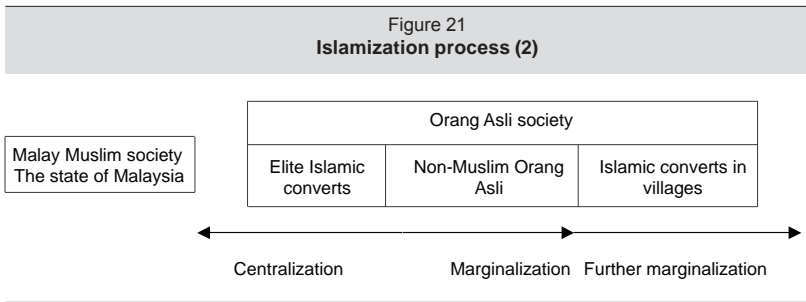 Figure 21
Islamization process (2)
Orang Asli society
Malay Muslim society
The state of Malaysia
Elite Islamic
converts
Non-Muslim Orang
Asli
Islamic converts in
villages
Centralization
Marginalization
Further marginalization